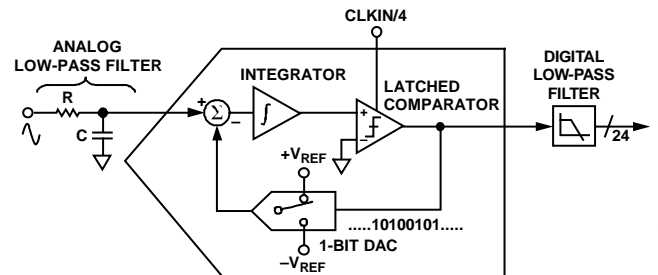 CLKIN/4
ANALOG
LOW-PASS FILTER
INTEGRATOR
LATCHED
COMPARATOR
DIGITAL
LOW-PASS
FILTER
R
C
+
Σ
–
∫
+
–
24
+VREF
.....10100101.....
1-BIT DAC
–VREF